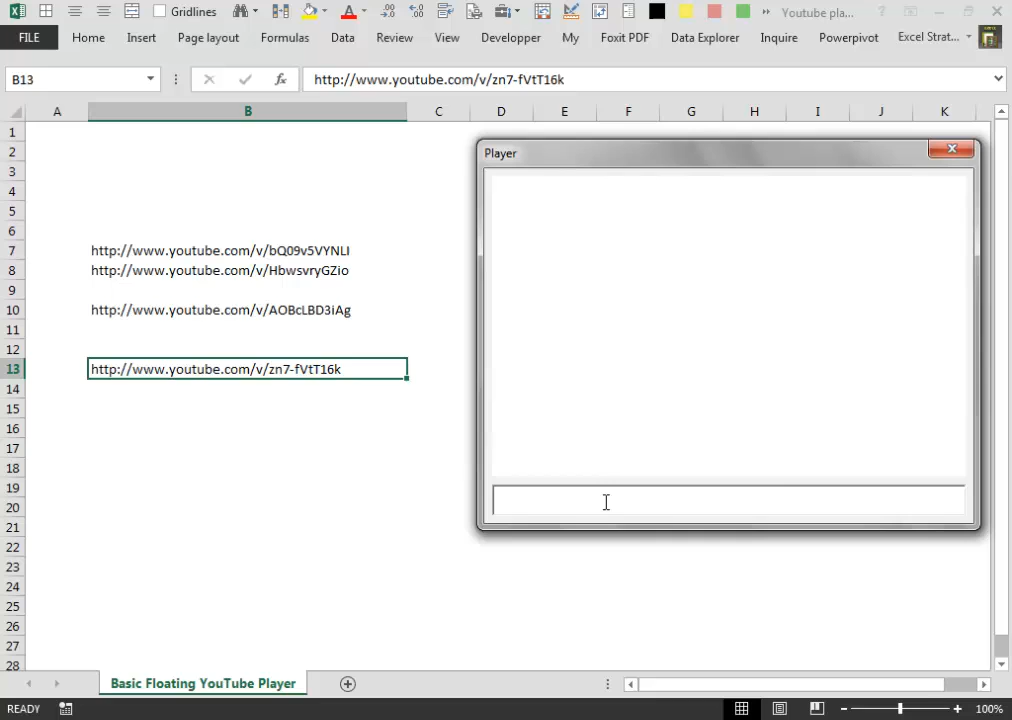 Gridlines
Youtube pla...
FILE Home Insert Page layout Formulas Data Review View Developer My Foxit PDF Data Explorer Inquire Powerpivot Excel Strat...
B13 fx http://www.youtube.com/v/zn7-fVtT16k
A B C D E F G H I J K
1
2
3
4
5
6
7 http://www.youtube.com/v/bQ09v5VYNLI
8 http://www.youtube.com/v/HbwsvryGZio
9
10 http://www.youtube.com/v/AOBcLBD3iAg
11
12
13 http://www.youtube.com/v/zn7-fVtT16k
14
15
16
17
18
19
20
21
22
23
24
25
26
27
28
Player
Basic Floating YouTube Player
READY 100%